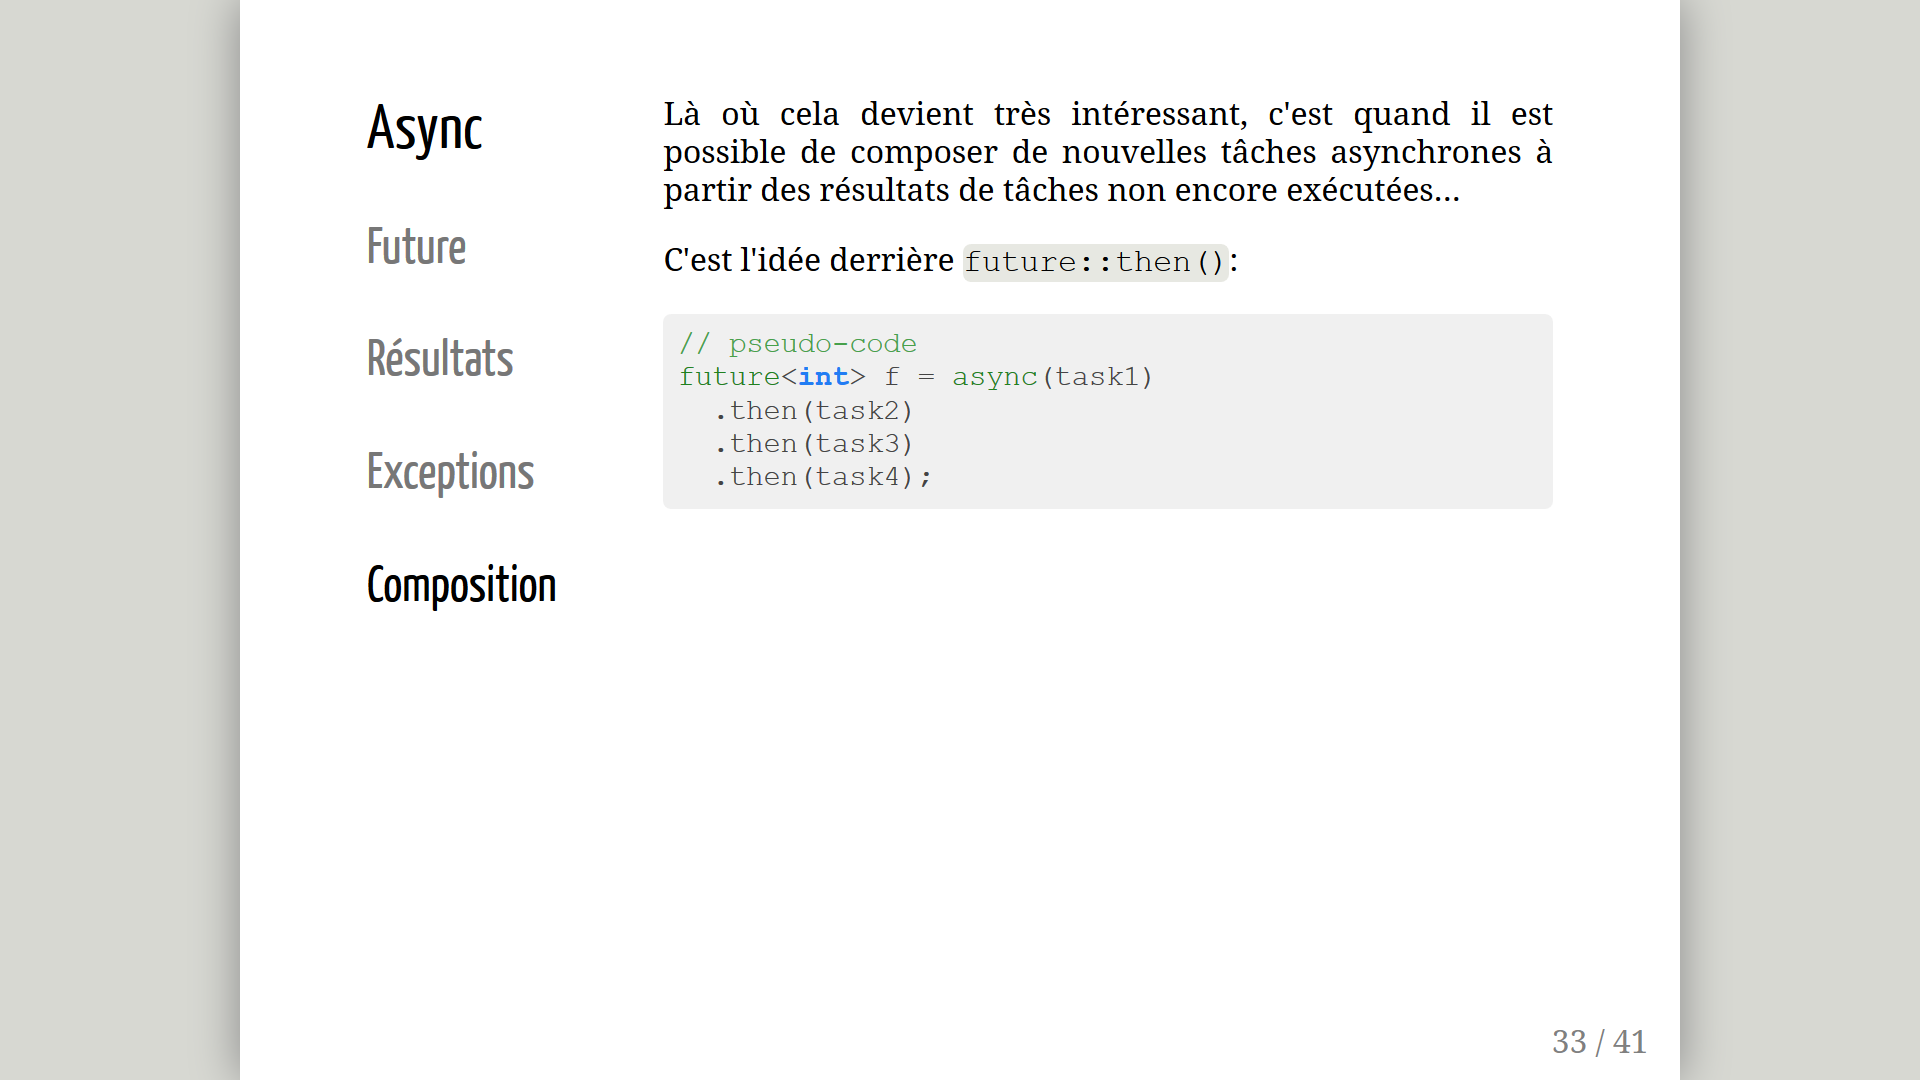 Async
Future
Résultats
Exceptions
Composition
Là où cela devient très intéressant, c'est quand il est
possible de composer de nouvelles tâches asynchrones à
partir des résultats de tâches non encore exécutées...
C'est l'idée derrière future::then():
// pseudo-code
future<int> f = async(task1)
  .then(task2)
  .then(task3)
  .then(task4);
33 / 41